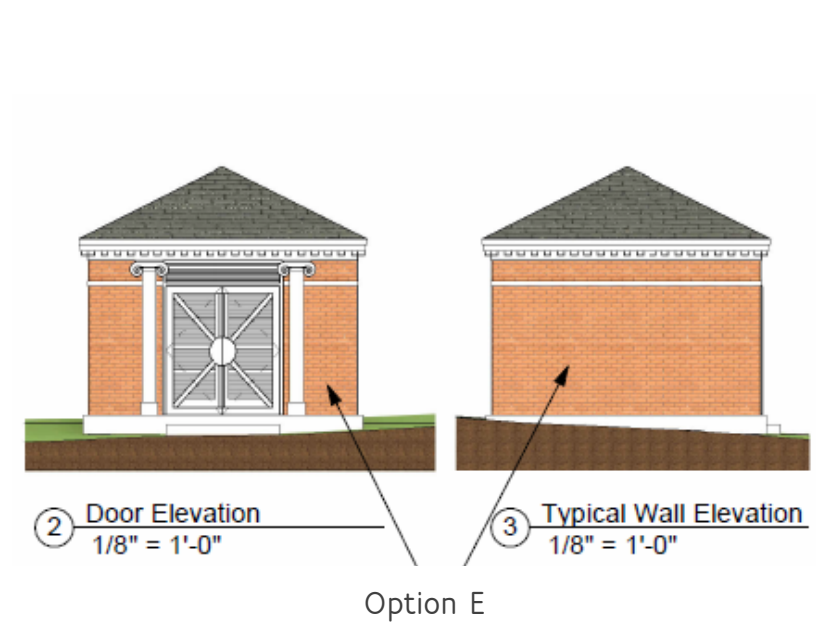 2 Door Elevation
1/8" = 1'-0"
3 Typical Wall Elevation
1/8" = 1'-0"
Option E